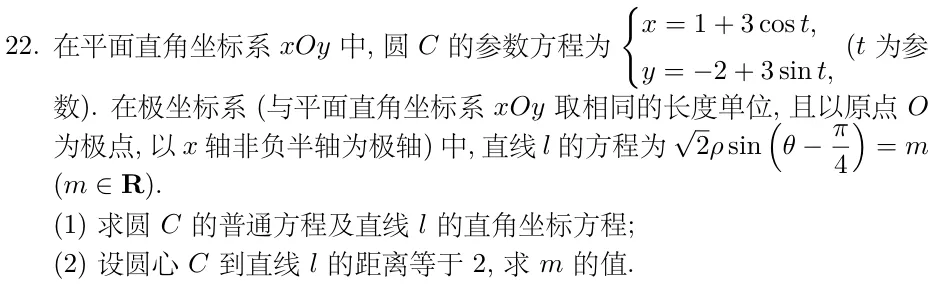 22. 在平面直角坐标系 xOy 中, 圆 C 的参数方程为 { x = 1 + 3 cos t, y = −2 + 3 sin t, (t 为参
数). 在极坐标系 (与平面直角坐标系 xOy 取相同的长度单位, 且以原点 O
为极点, 以 x 轴非负半轴为极轴) 中, 直线 l 的方程为 √2ρ sin(θ − π/4) = m
(m ∈ R).
(1) 求圆 C 的普通方程及直线 l 的直角坐标方程;
(2) 设圆心 C 到直线 l 的距离等于 2, 求 m 的值.